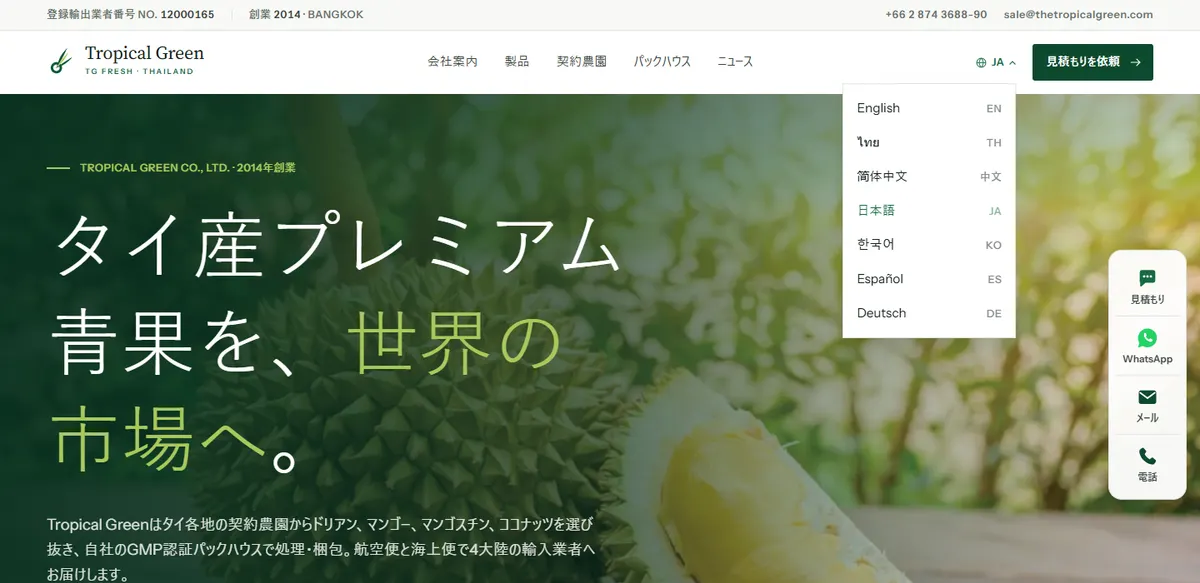 登録輸出業者番号 NO. 12000165
創業 2014 · BANGKOK
+66 2 874 3688-90
sale@thetropicalgreen.com
Tropical Green
TG FRESH · THAILAND
会社案内
製品
契約農園
パックハウス
ニュース
JA
見積もりを依頼 →
English EN
ไทย TH
简体中文 中文
日本語 JA
한국어 KO
Español ES
Deutsch DE
TROPICAL GREEN CO., LTD. · 2014年創業
タイ産プレミアム
青果を、世界の
市場へ。
Tropical Greenはタイ各地の契約農園からドリアン、マンゴー、マンゴスチン、ココナッツを選び
抜き、自社のGMP認証パックハウスで処理・梱包。航空便と海上便で4大陸の輸入業者へ
お届けします。
見積もり
WhatsApp
メール
電話